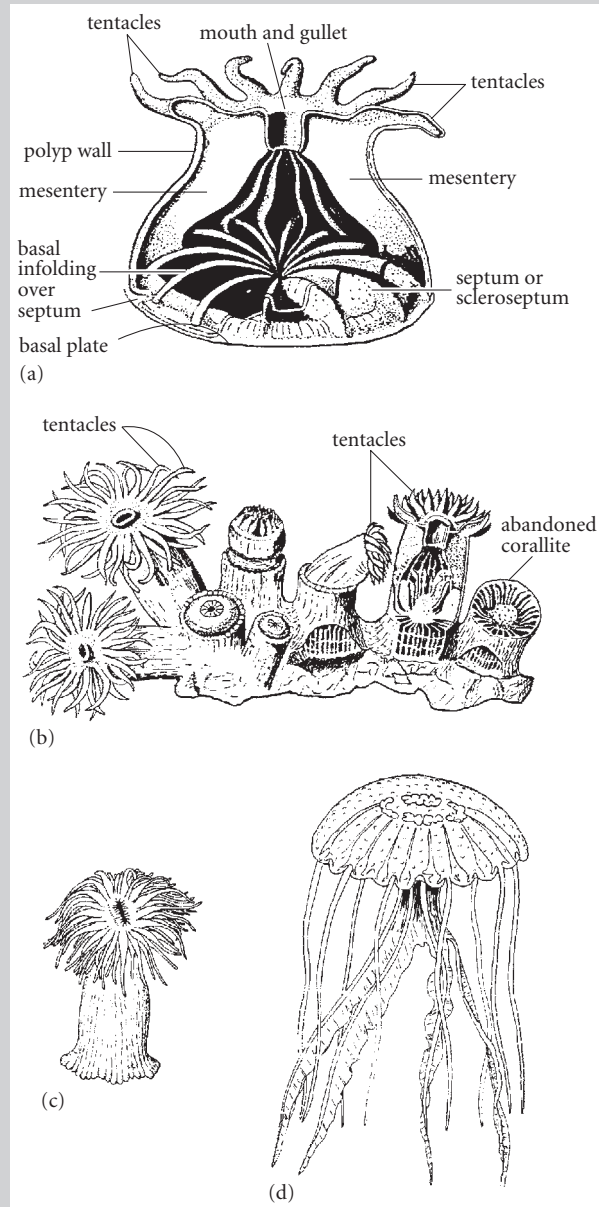 tentacles
mouth and gullet
tentacles
polyp wall
mesentery
mesentery
basal
infolding
over
septum
septum or
scleroseptum
basal plate
(a)
tentacles
tentacles
abandoned
corallite
(b)
(c)
(d)